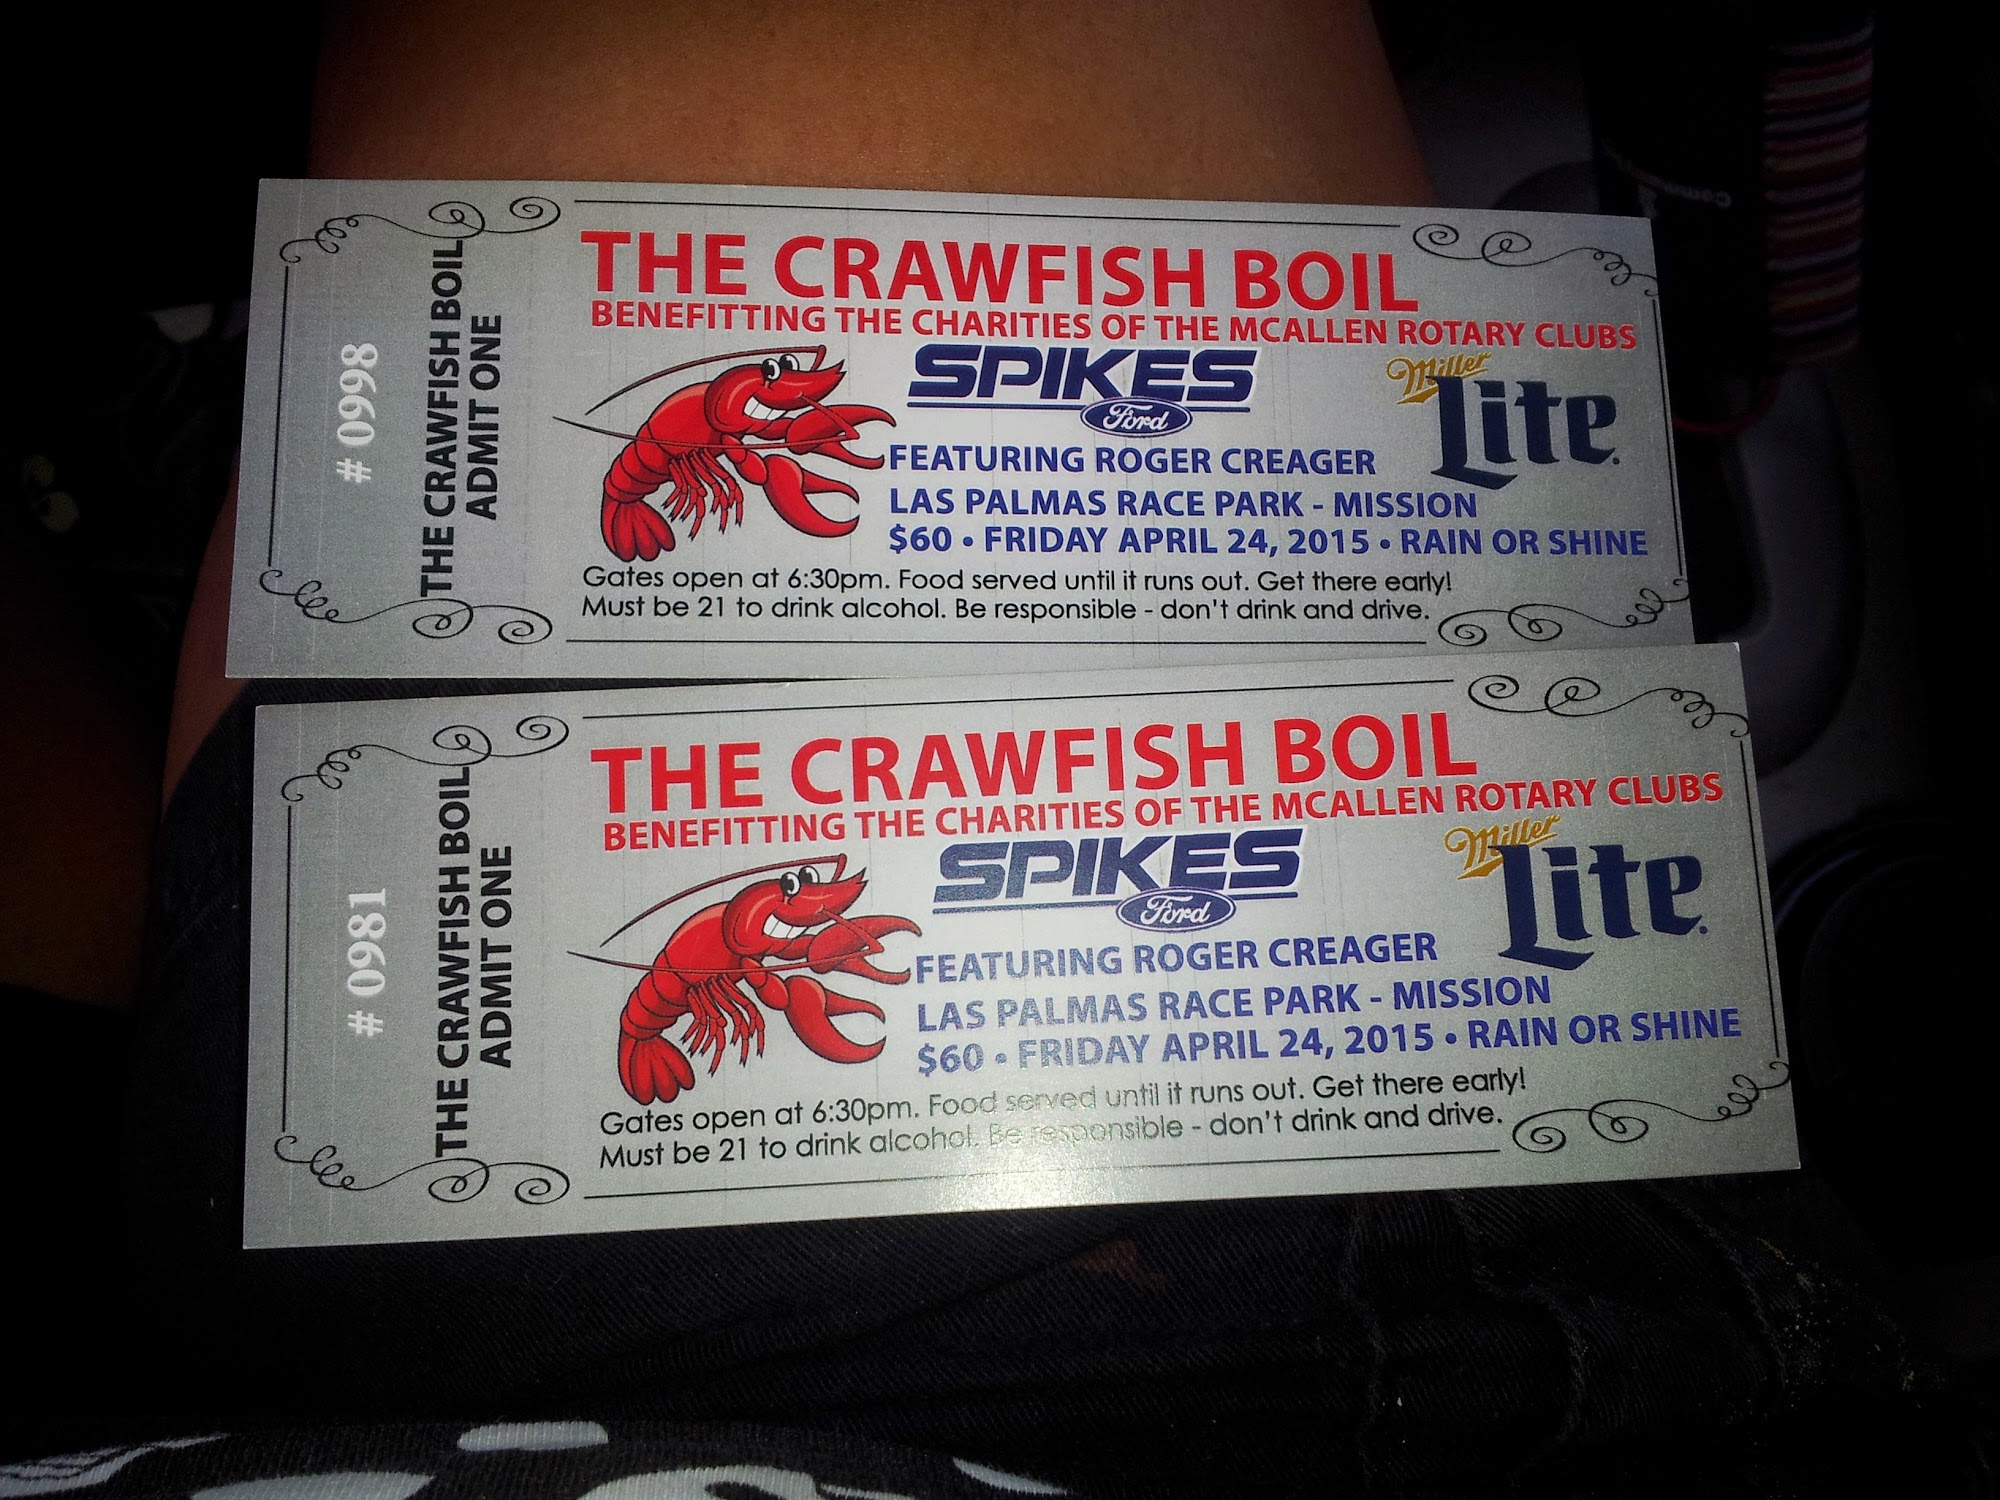 # 0998
THE CRAWFISH BOIL
ADMIT ONE
THE CRAWFISH BOIL
BENEFITTING THE CHARITIES OF THE MCALLEN ROTARY CLUBS
SPIKES
Ford
Miller
Lite
FEATURING ROGER CREAGER
LAS PALMAS RACE PARK - MISSION
$60 • FRIDAY APRIL 24, 2015 • RAIN OR SHINE
Gates open at 6:30pm. Food served until it runs out. Get there early!
Must be 21 to drink alcohol. Be responsible - don't drink and drive.
# 0981
THE CRAWFISH BOIL
ADMIT ONE
THE CRAWFISH BOIL
BENEFITTING THE CHARITIES OF THE MCALLEN ROTARY CLUBS
SPIKES
Ford
Miller
Lite
FEATURING ROGER CREAGER
LAS PALMAS RACE PARK - MISSION
$60 • FRIDAY APRIL 24, 2015 • RAIN OR SHINE
Gates open at 6:30pm. Food served until it runs out. Get there early!
Must be 21 to drink alcohol. Be responsible - don't drink and drive.